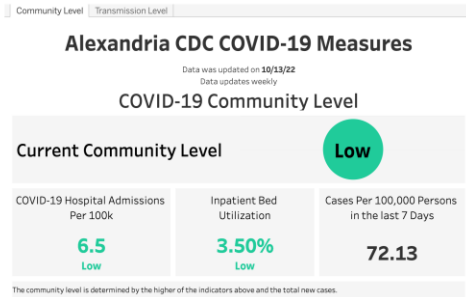 Community Level
Transmission Level
Alexandria CDC COVID-19 Measures
Data was updated on 10/13/22
Data updates weekly
COVID-19 Community Level
Current Community Level
Low
COVID-19 Hospital Admissions
Per 100k
6.5
Low
Inpatient Bed
Utilization
3.50%
Low
Cases Per 100,000 Persons
in the last 7 Days
72.13
The community level is determined by the higher of the indicators above and the total new cases.